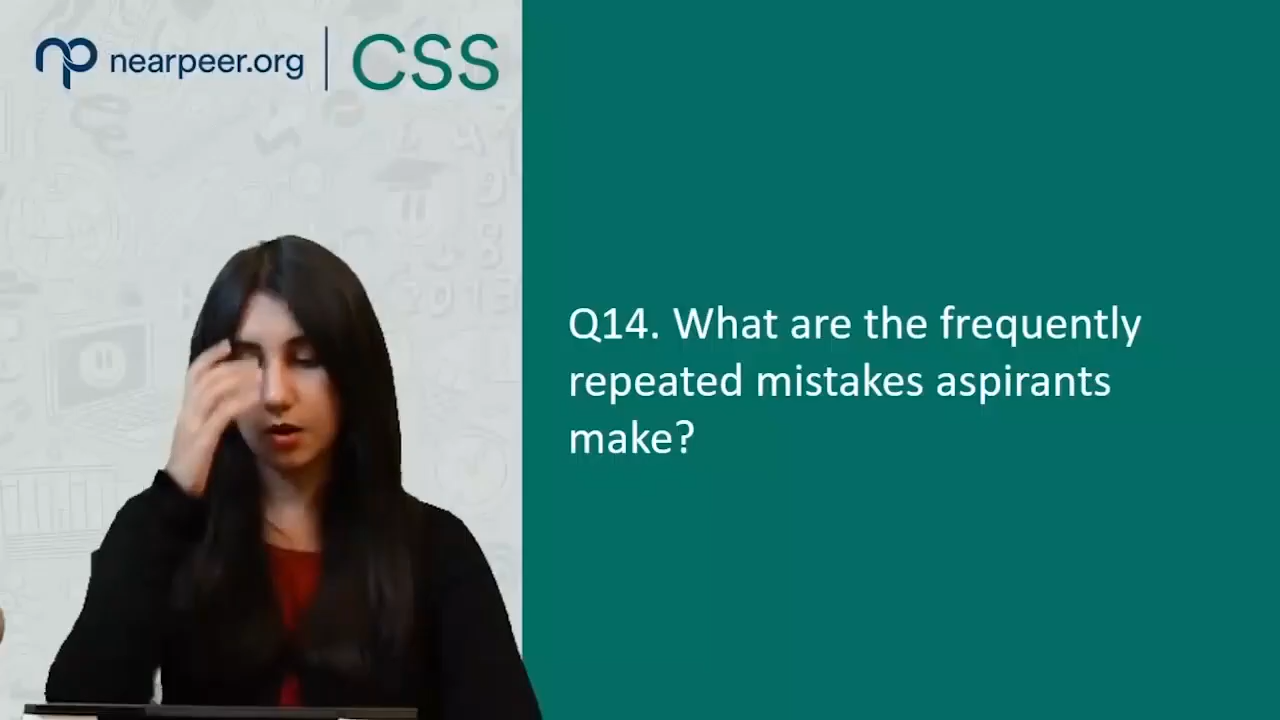 nearpeer.org | CSS
Q14. What are the frequently
repeated mistakes aspirants
make?